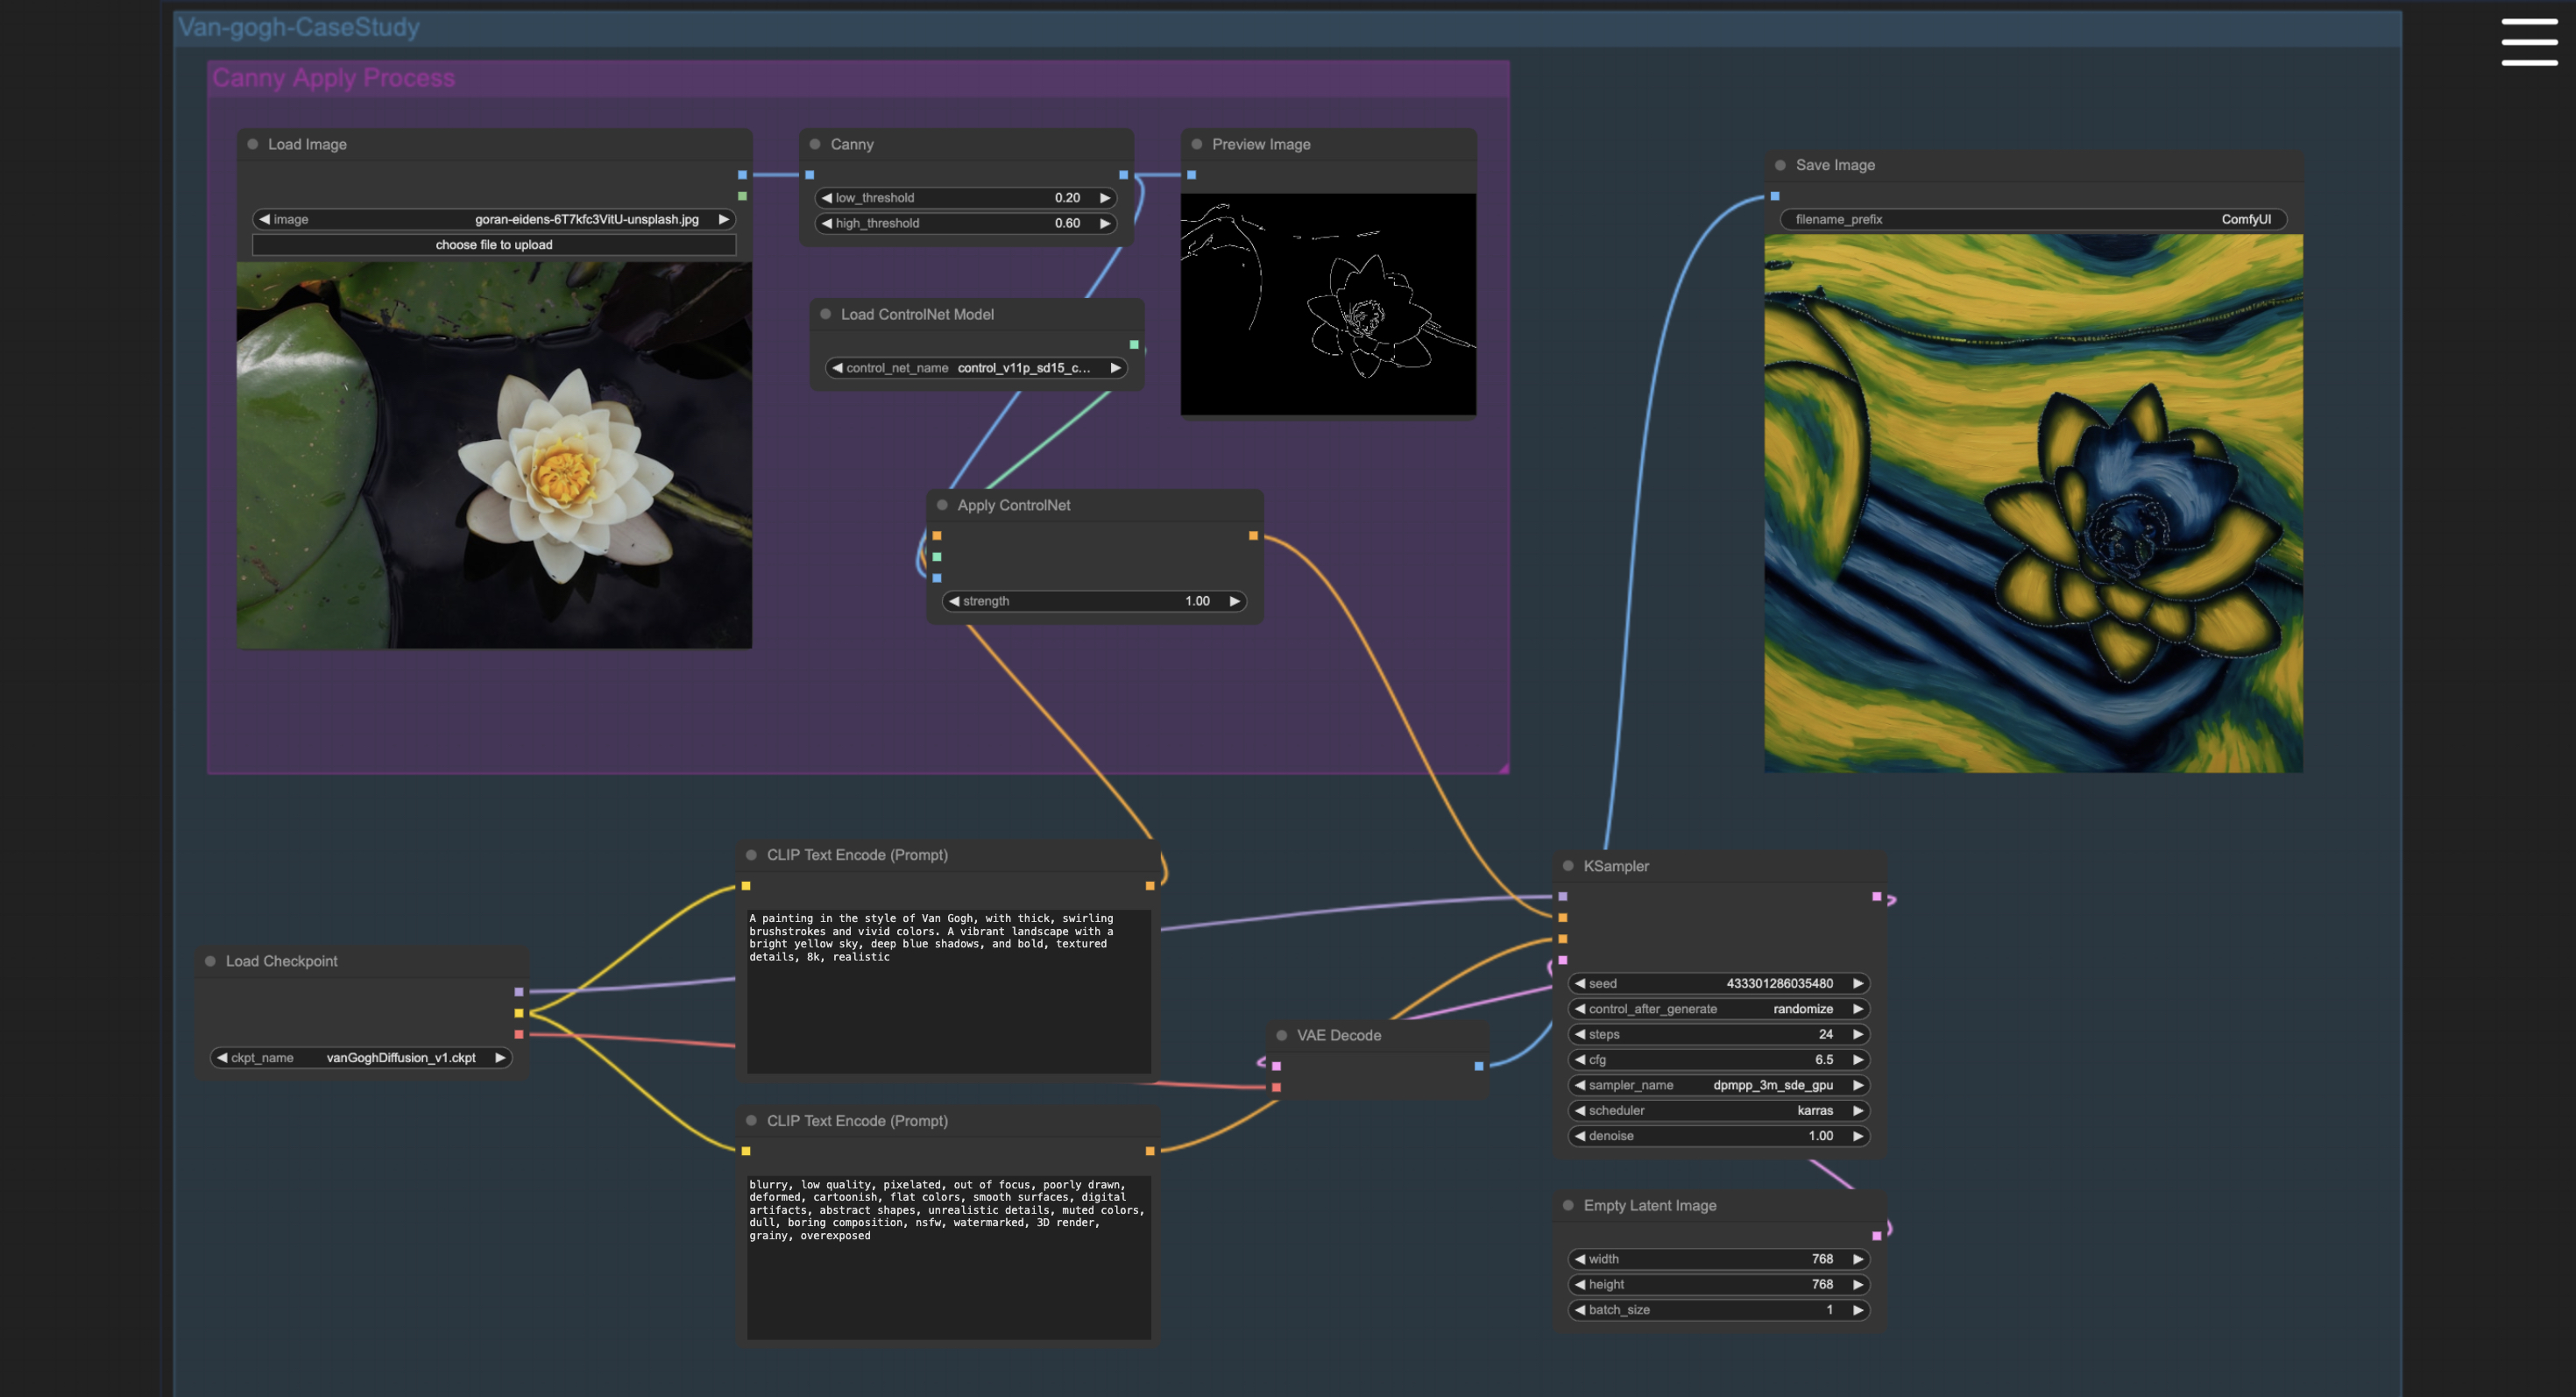 Van-gogh-CaseStudy
Canny Apply Process
Load Image
image goran-eidens-6T7kfc3VitU-unsplash.jpg
choose file to upload
Canny
low_threshold 0.20
high_threshold 0.60
Preview Image
Load ControlNet Model
control_net_name control_v11p_sd15_c...
Apply ControlNet
strength 1.00
Save Image
filename_prefix ComfyUI
CLIP Text Encode (Prompt)
A painting in the style of Van Gogh, with thick, swirling
brushstrokes and vivid colors. A vibrant landscape with a
bright yellow sky, deep blue shadows, and bold, textured
details, 8k, realistic
Load Checkpoint
ckpt_name vanGoghDiffusion_v1.ckpt
CLIP Text Encode (Prompt)
blurry, low quality, pixelated, out of focus, poorly drawn,
deformed, cartoonish, flat colors, smooth surfaces, digital
artifacts, abstract shapes, unrealistic details, muted colors,
dull, boring composition, nsfw, watermarked, 3D render,
grainy, overexposed
VAE Decode
KSampler
seed 433301286035480
control_after_generate randomize
steps 24
cfg 6.5
sampler_name dpmpp_3m_sde_gpu
scheduler karras
denoise 1.00
Empty Latent Image
width 768
height 768
batch_size 1